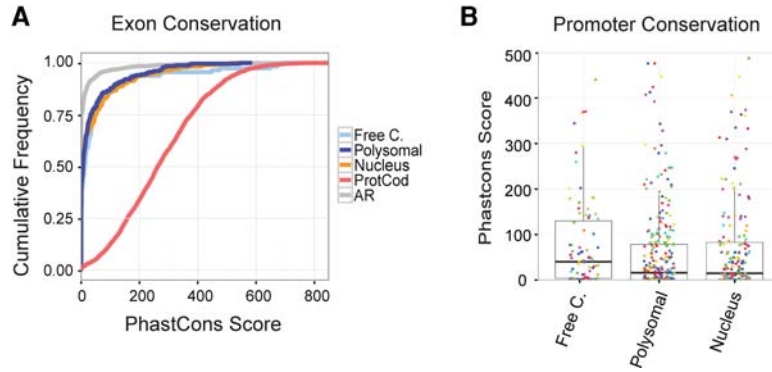 A
Exon Conservation
Cumulative Frequency
1.00
0.75
0.50
0.25
0.00
0 200 400 600 800
PhastCons Score
Free C.
Polysomal
Nucleus
ProtCod
AR
B
Promoter Conservation
Phastcons Score
500
400
300
200
100
0
Free C.
Polysomal
Nucleus